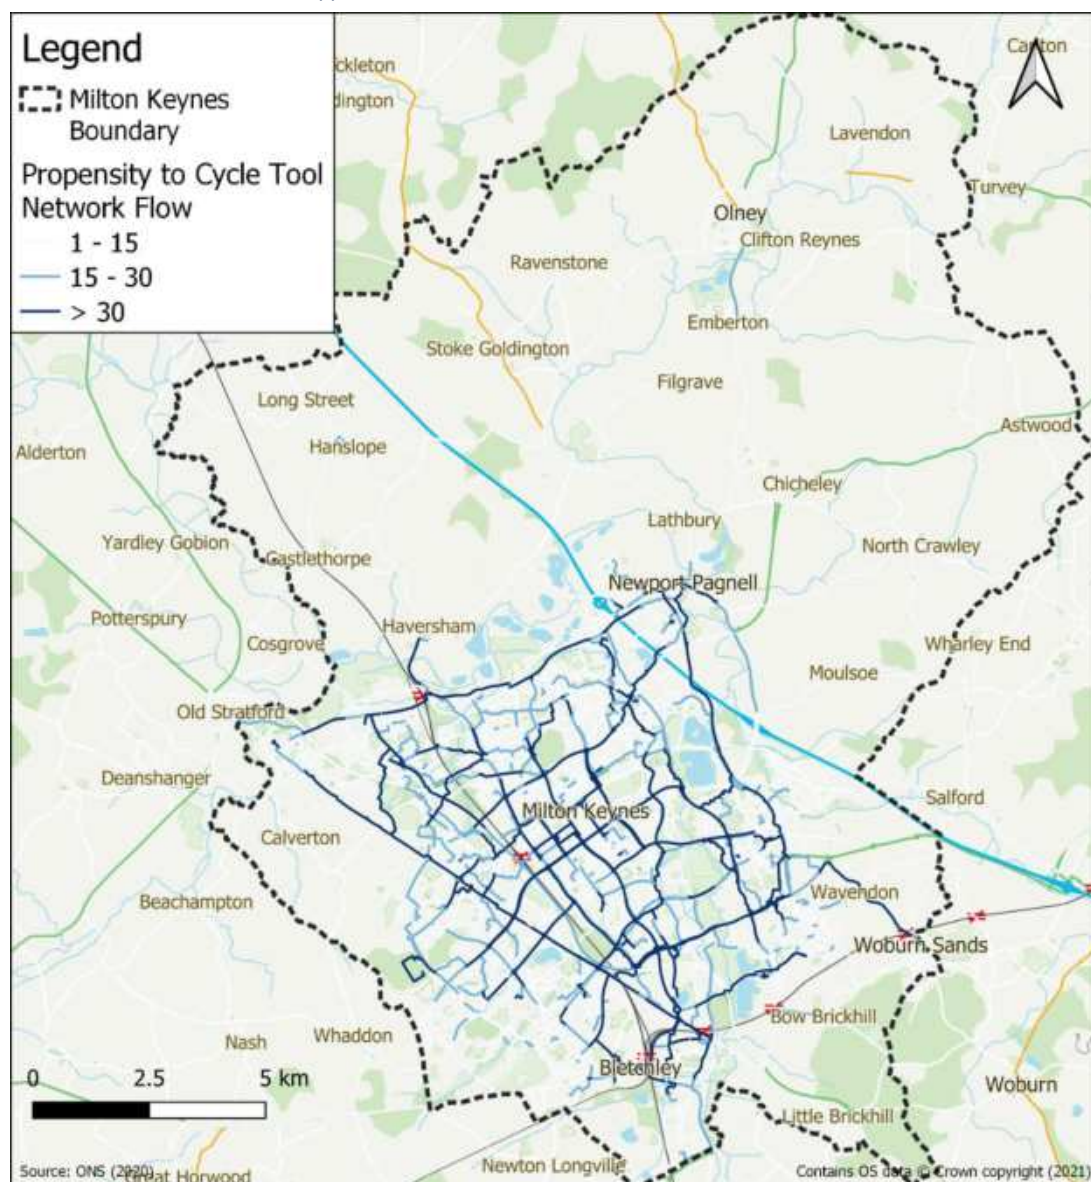 Legend
Milton Keynes
Boundary
Propensity to Cycle Tool
Network Flow
1 - 15
15 - 30
> 30
Lavendon
Turvey
Olney
Clifton Reynes
Ravenstone
Emberton
Stoke Goldington
Filgrave
Long Street
Astwood
Hanslope
Alderton
Chicheley
Lathbury
Yardley Gobion
North Crawley
Castlethorpe
Newport Pagnell
Potterspury
Haversham
Cosgrove
Wharley End
Moulsoe
Old Stratford
Deanshanger
Salford
Milton Keynes
Calverton
Wavendon
Beachampton
Woburn Sands
Bow Brickhill
Nash
Whaddon
Bletchley
0 2.5 5 km
Woburn
Little Brickhill
Newton Longville
Source: ONS (2020)
Great Horwood
Contains OS data © Crown copyright (2021)